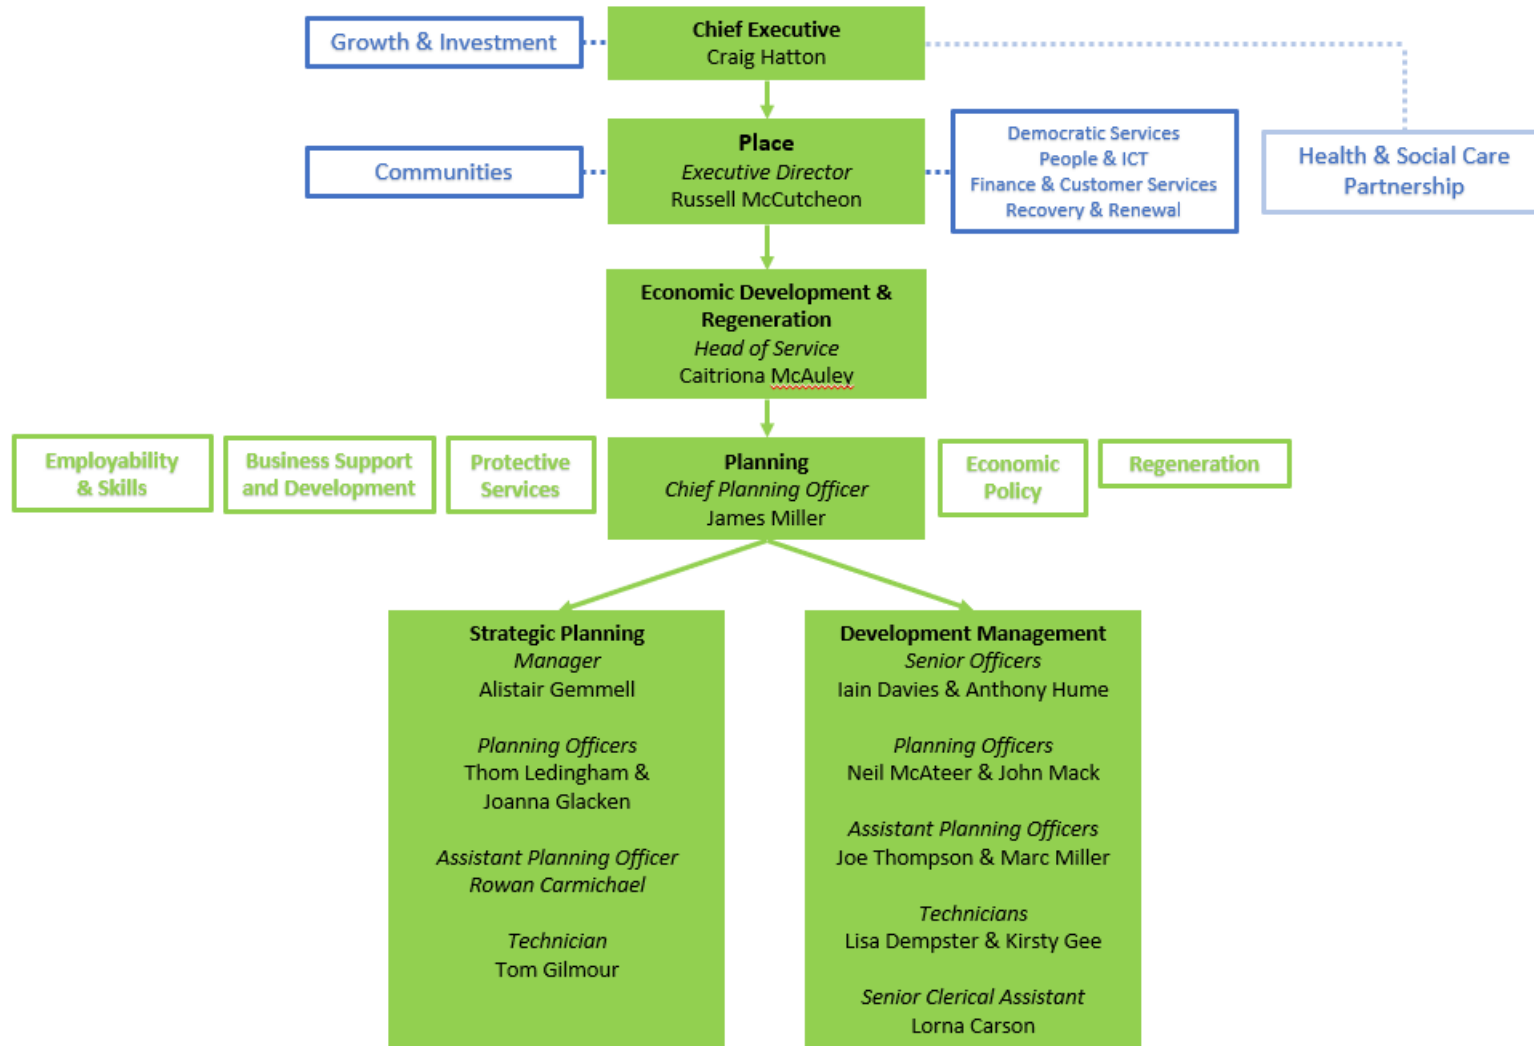 Growth & Investment
Chief Executive
Craig Hatton
Communities
Place
Executive Director
Russell McCutcheon
Democratic Services
People & ICT
Finance & Customer Services
Recovery & Renewal
Health & Social Care
Partnership
Economic Development &
Regeneration
Head of Service
Caitriona McAuley
Employability
& Skills
Business Support
and Development
Protective
Services
Planning
Chief Planning Officer
James Miller
Economic
Policy
Regeneration
Strategic Planning
Manager
Alistair Gemmell
Planning Officers
Thom Ledingham &
Joanna Glacken
Assistant Planning Officer
Rowan Carmichael
Technician
Tom Gilmour
Development Management
Senior Officers
Iain Davies & Anthony Hume
Planning Officers
Neil McAteer & John Mack
Assistant Planning Officers
Joe Thompson & Marc Miller
Technicians
Lisa Dempster & Kirsty Gee
Senior Clerical Assistant
Lorna Carson